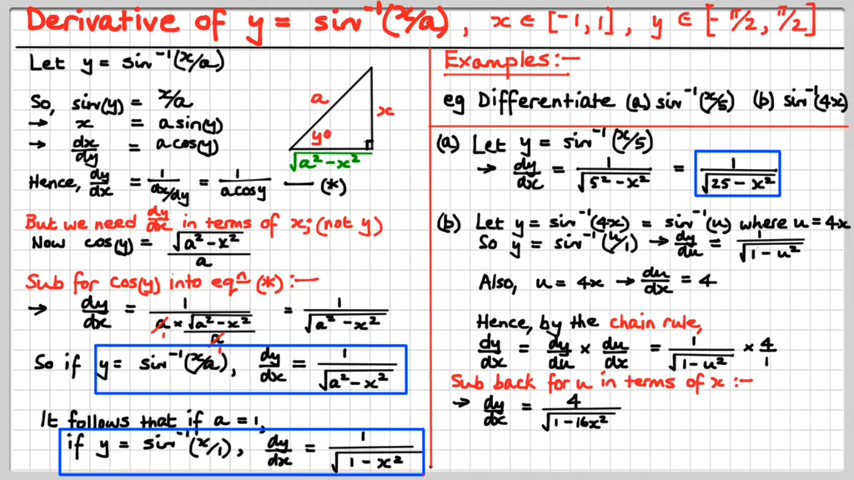 Derivative of y = sin⁻¹(x/a), x ∈ [-1, 1], y ∈ [-π/2, π/2]
Let y = sin⁻¹(x/a)
So, sin(y) = x/a
→ x = a sin(y)
→ dx/dy = a cos(y)
Hence, dy/dx = 1/(dx/dy) = 1/(a cos y) — (*)
a
x
y°
√(a² - x²)
But we need dy/dx in terms of x; (not y)
Now cos(y) = √(a² - x²)/a
Sub for cos(y) into eqⁿ (*) :-
→ dy/dx = 1/(a × √(a² - x²)/a) = 1/√(a² - x²)
1
1
So if y = sin⁻¹(x/a), dy/dx = 1/√(a² - x²)
It follows that if a = 1,
if y = sin⁻¹(x/1), dy/dx = 1/√(1 - x²)
Examples:-
eg Differentiate (a) sin⁻¹(x/5) (b) sin⁻¹(4x)
(a) Let y = sin⁻¹(x/5)
→ dy/dx = 1/√(5² - x²) = 1/√(25 - x²)
(b) Let y = sin⁻¹(4x) = sin⁻¹(u) where u = 4x
So y = sin⁻¹(u/1) → dy/du = 1/√(1 - u²)
Also, u = 4x → du/dx = 4
Hence, by the chain rule,
dy/dx = dy/du × du/dx = 1/√(1 - u²) × 4/1
Sub back for u in terms of x :-
→ dy/dx = 4/√(1 - 16x²)